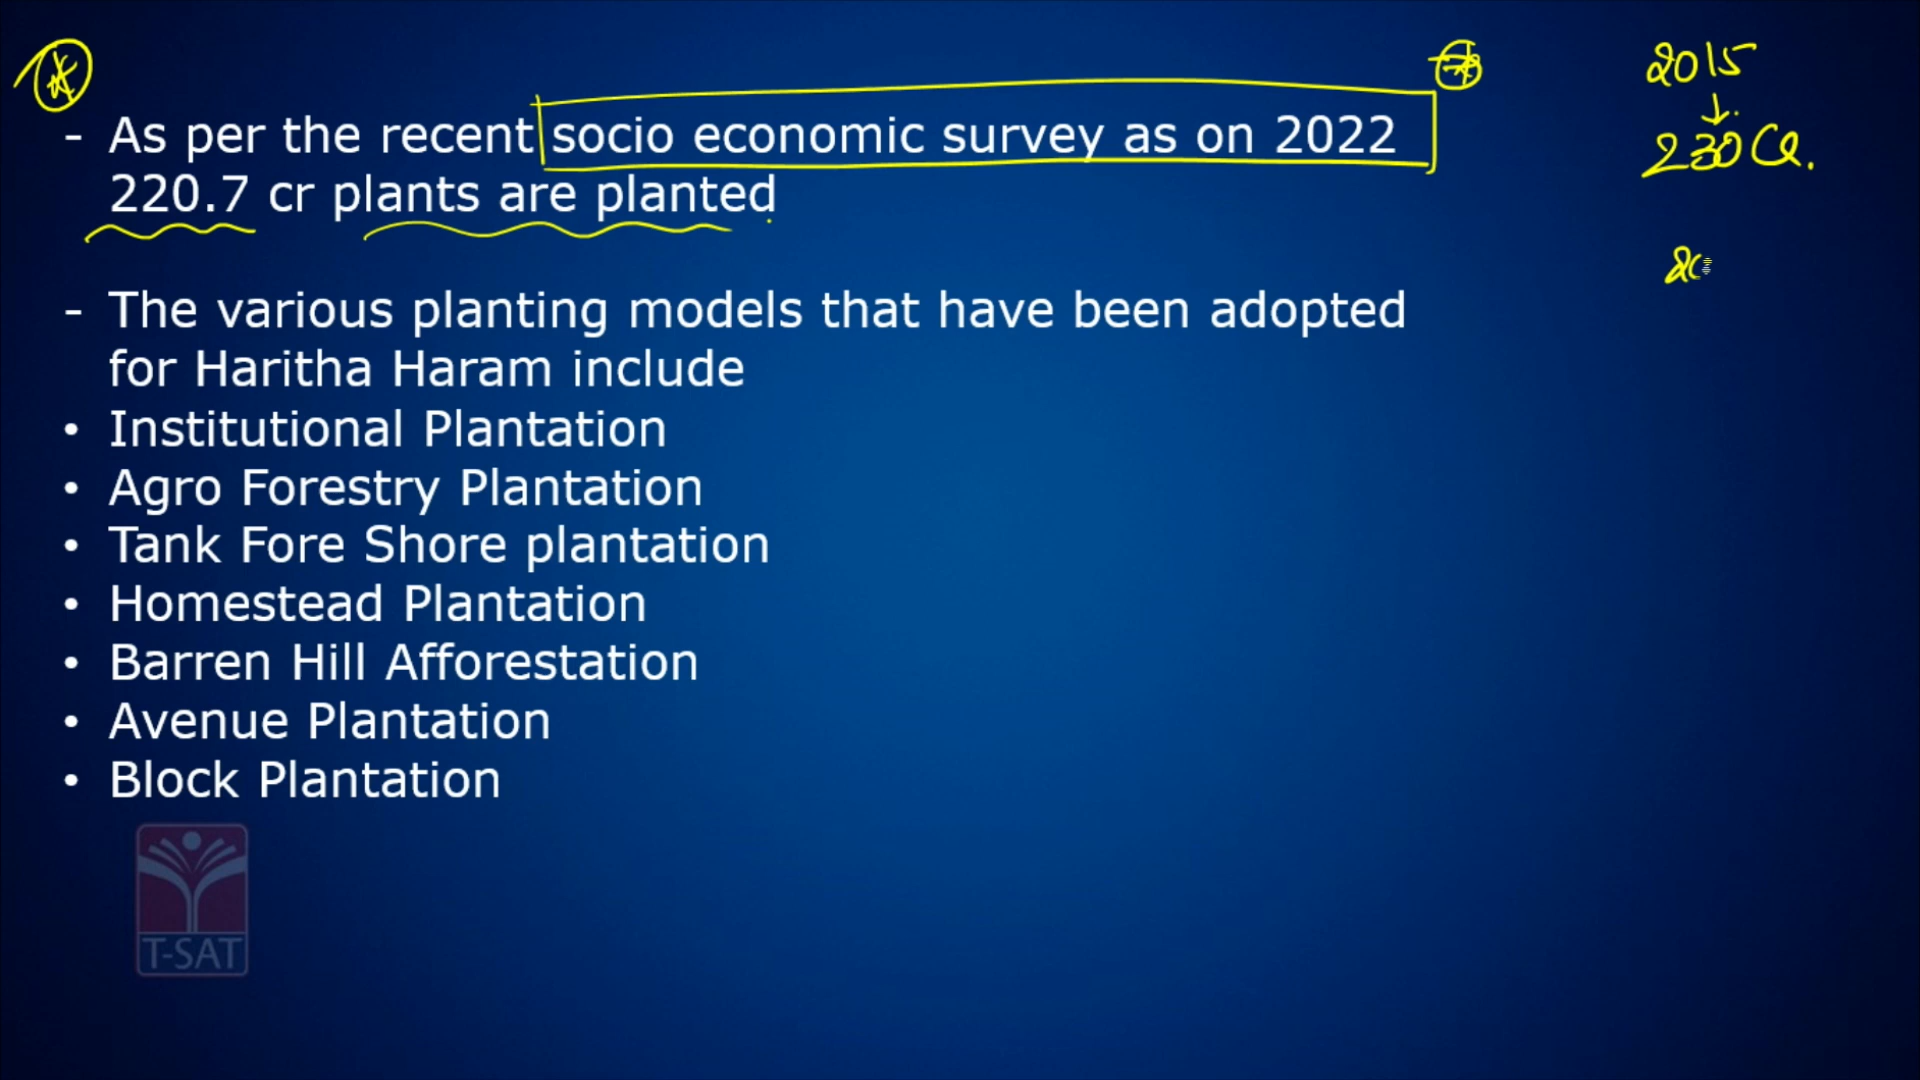 - As per the recent socio economic survey as on 2022
220.7 cr plants are planted
- The various planting models that have been adopted
for Haritha Haram include
• Institutional Plantation
• Agro Forestry Plantation
• Tank Fore Shore plantation
• Homestead Plantation
• Barren Hill Afforestation
• Avenue Plantation
• Block Plantation
2015
230 Cr.
T-SAT